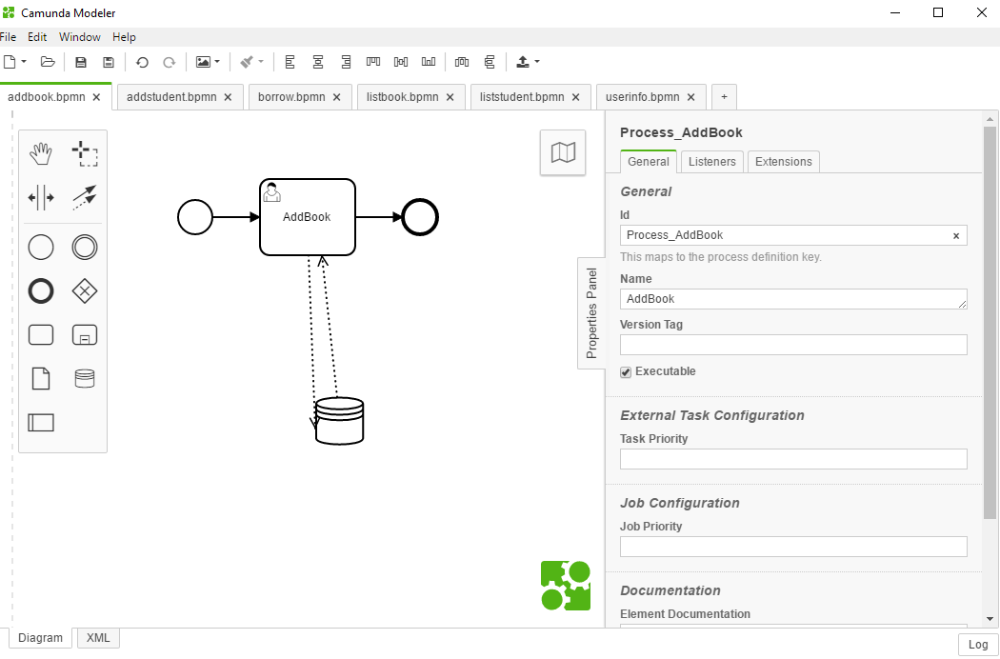 Camunda Modeler
File Edit Window Help
addbook.bpmn × addstudent.bpmn × borrow.bpmn × listbook.bpmn × liststudent.bpmn × userinfo.bpmn × +
AddBook
Properties Panel
Process_AddBook
General Listeners Extensions
General
Id
Process_AddBook ×
This maps to the process definition key.
Name
AddBook
Version Tag
Executable
External Task Configuration
Task Priority
Job Configuration
Job Priority
Documentation
Element Documentation
Diagram XML
Log